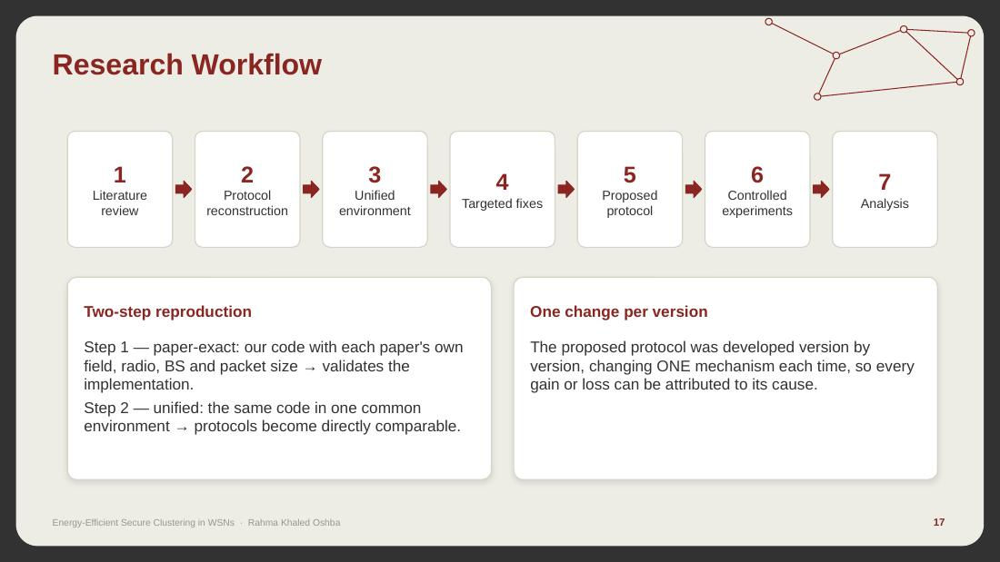 Research Workflow
1
Literature
review
2
Protocol
reconstruction
3
Unified
environment
4
Targeted fixes
5
Proposed
protocol
6
Controlled
experiments
7
Analysis
Two-step reproduction
Step 1 — paper-exact: our code with each paper's own
field, radio, BS and packet size → validates the
implementation.
Step 2 — unified: the same code in one common
environment → protocols become directly comparable.
One change per version
The proposed protocol was developed version by
version, changing ONE mechanism each time, so every
gain or loss can be attributed to its cause.
Energy-Efficient Secure Clustering in WSNs · Rahma Khaled Oshba
17